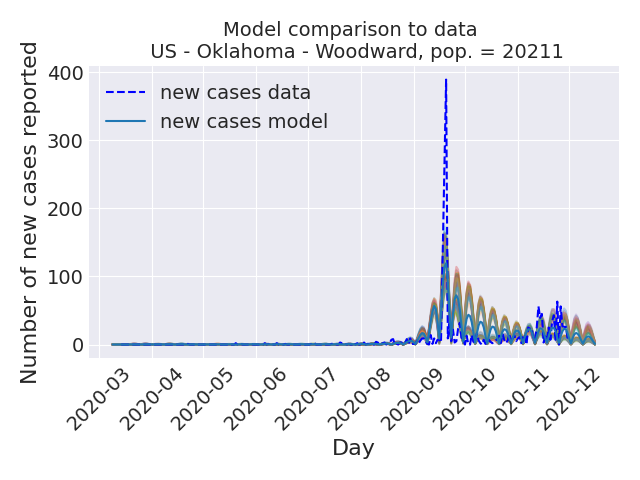 Model comparison to data
US - Oklahoma - Woodward, pop. = 20211
Number of new cases reported
400
300
200
100
0
new cases data
new cases model
2020-03
2020-04
2020-05
2020-06
2020-07
2020-08
2020-09
2020-10
2020-11
2020-12
Day